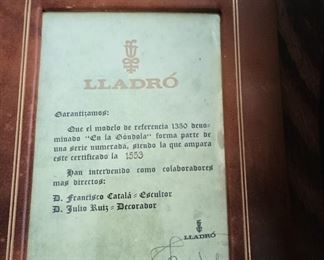 LLADRÓ
Garantizamos:
Que el modelo de referencia 1350 deno-
minado "En la Góndola" forma parte de
una serie numerada, siendo la que ampara
este certificado la 1553
Han intervenido como colaboradores
mas directos:
D. Francisco Catalá = Escultor
D. Julio Ruiz = Decorador
LLADRÓ